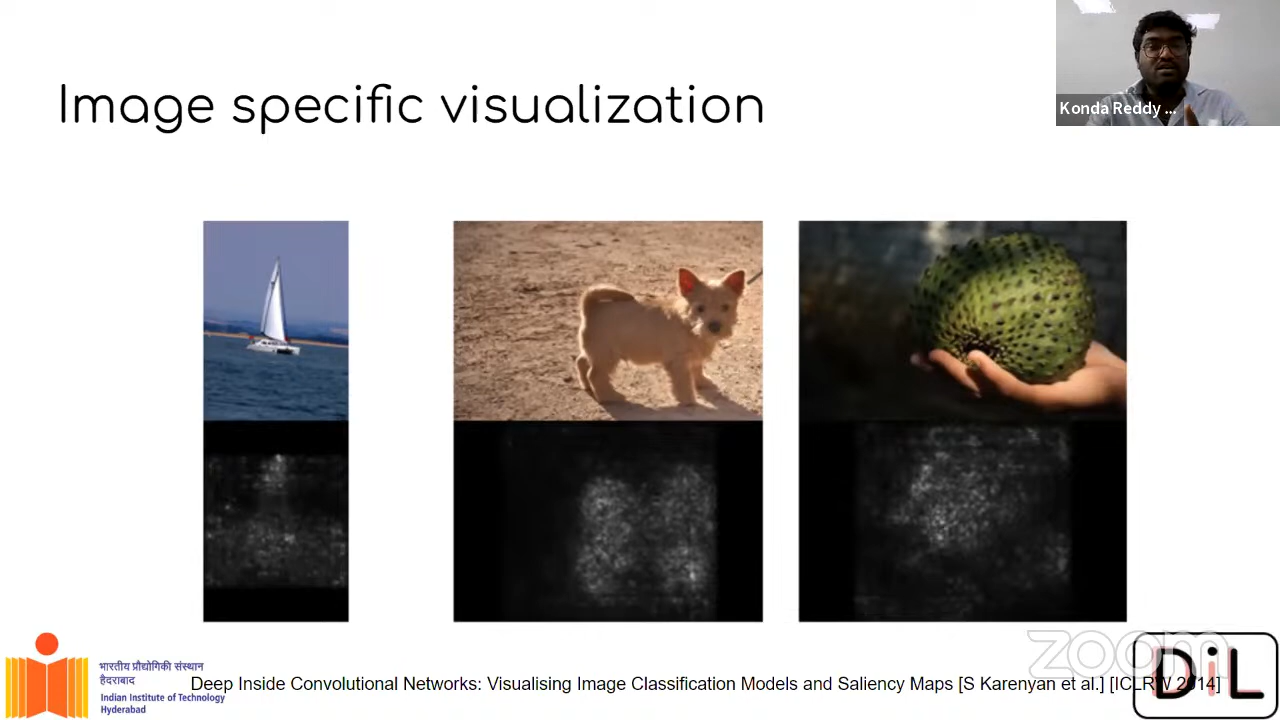 Image specific visualization
Konda Reddy ...
भारतीय प्रौद्योगिकी संस्थान
हैदराबाद
Indian Institute of Technology
Hyderabad
Deep Inside Convolutional Networks: Visualising Image Classification Models and Saliency Maps [S Karenyan et al.] [ICLRW 2014]
zoom
DiL